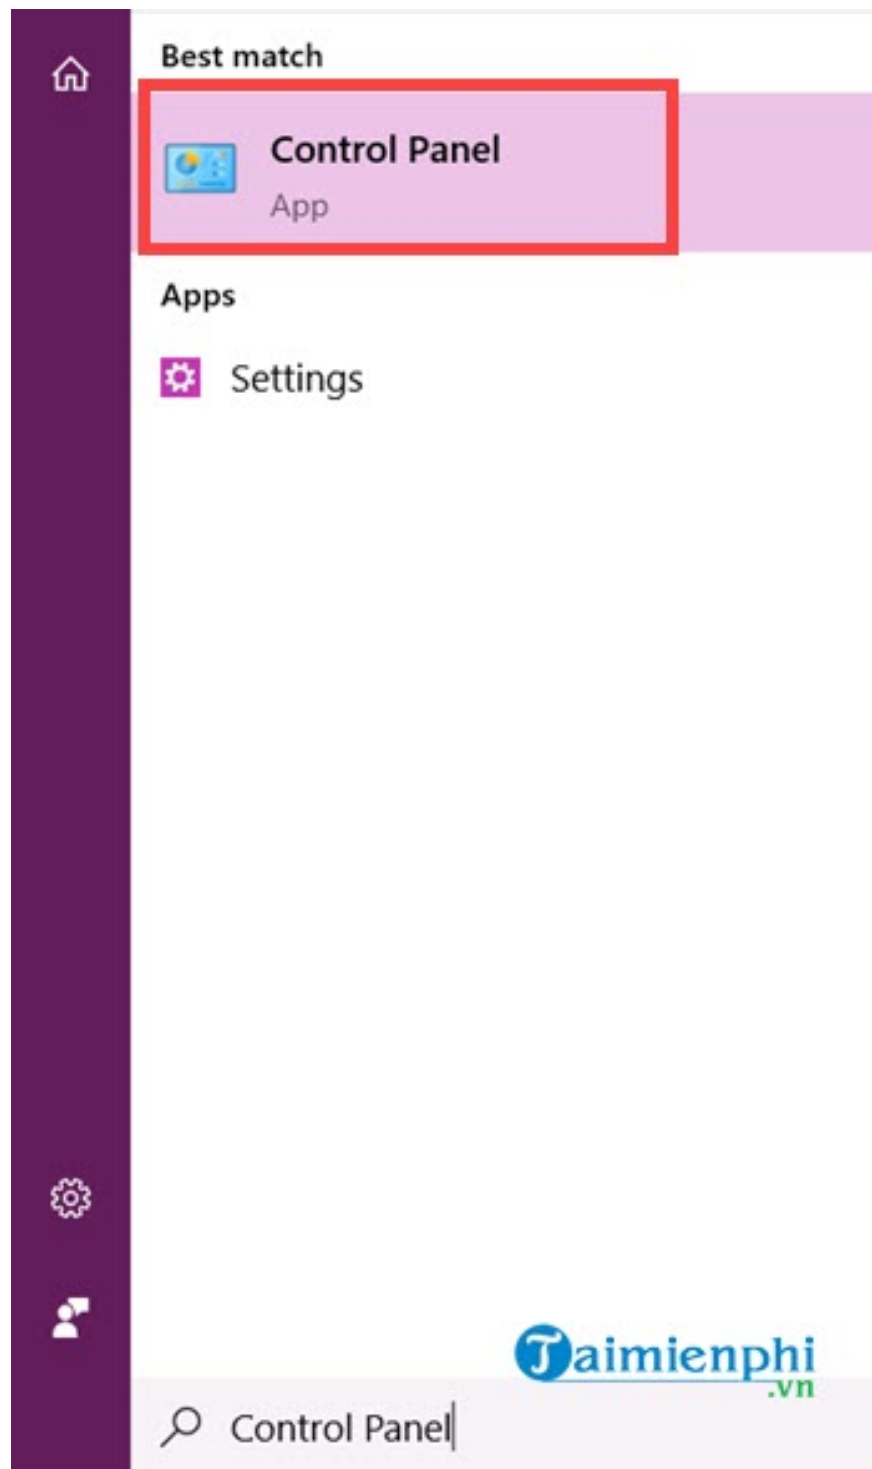 Best match
Control Panel
App
Apps
Settings
Taimienphi
.vn
Control Panel